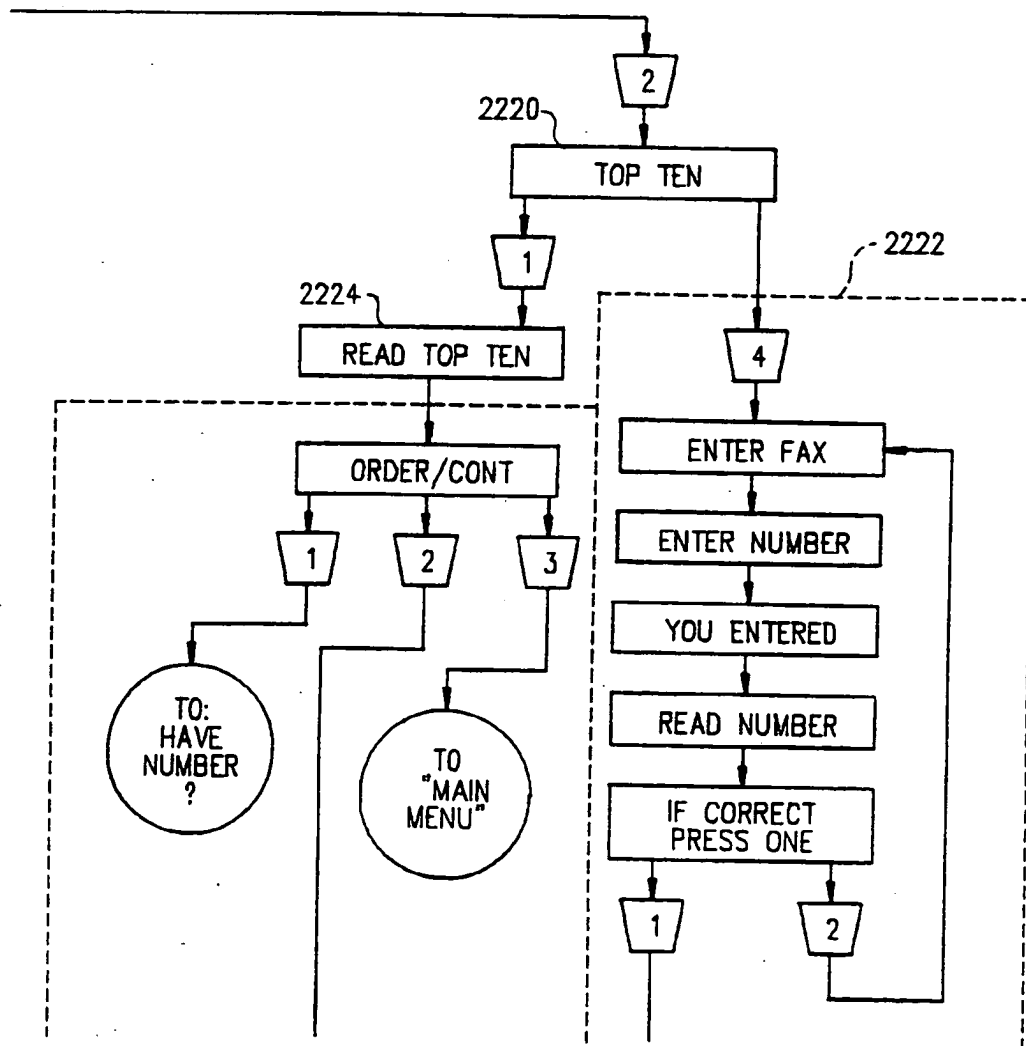 2
2220
TOP TEN
2222
1
2224
READ TOP TEN
4
ORDER/CONT
ENTER FAX
1
2
3
ENTER NUMBER
YOU ENTERED
TO:
HAVE
NUMBER
?
TO
"MAIN
MENU"
READ NUMBER
IF CORRECT
PRESS ONE
1
2